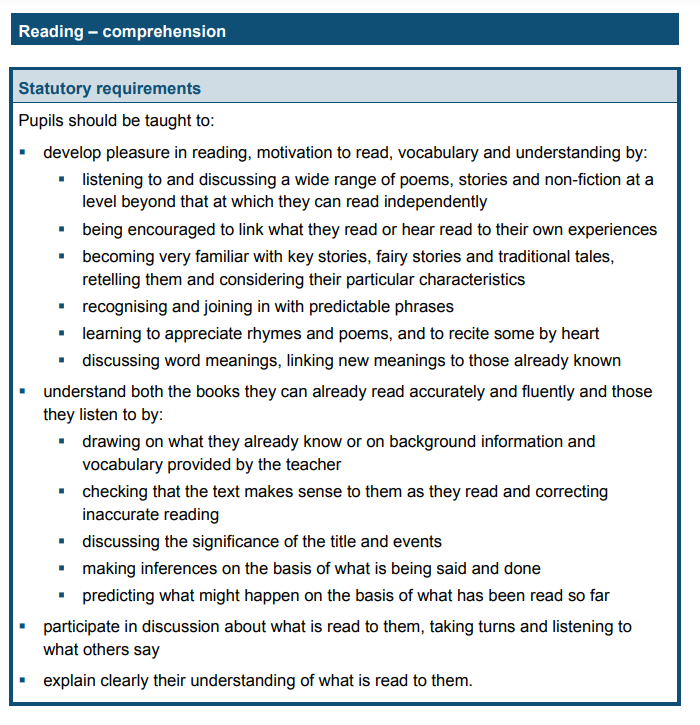 Reading – comprehension
Statutory requirements
Pupils should be taught to:
▪ develop pleasure in reading, motivation to read, vocabulary and understanding by:
▪ listening to and discussing a wide range of poems, stories and non-fiction at a
level beyond that at which they can read independently
▪ being encouraged to link what they read or hear read to their own experiences
▪ becoming very familiar with key stories, fairy stories and traditional tales,
retelling them and considering their particular characteristics
▪ recognising and joining in with predictable phrases
▪ learning to appreciate rhymes and poems, and to recite some by heart
▪ discussing word meanings, linking new meanings to those already known
▪ understand both the books they can already read accurately and fluently and those
they listen to by:
▪ drawing on what they already know or on background information and
vocabulary provided by the teacher
▪ checking that the text makes sense to them as they read and correcting
inaccurate reading
▪ discussing the significance of the title and events
▪ making inferences on the basis of what is being said and done
▪ predicting what might happen on the basis of what has been read so far
▪ participate in discussion about what is read to them, taking turns and listening to
what others say
▪ explain clearly their understanding of what is read to them.